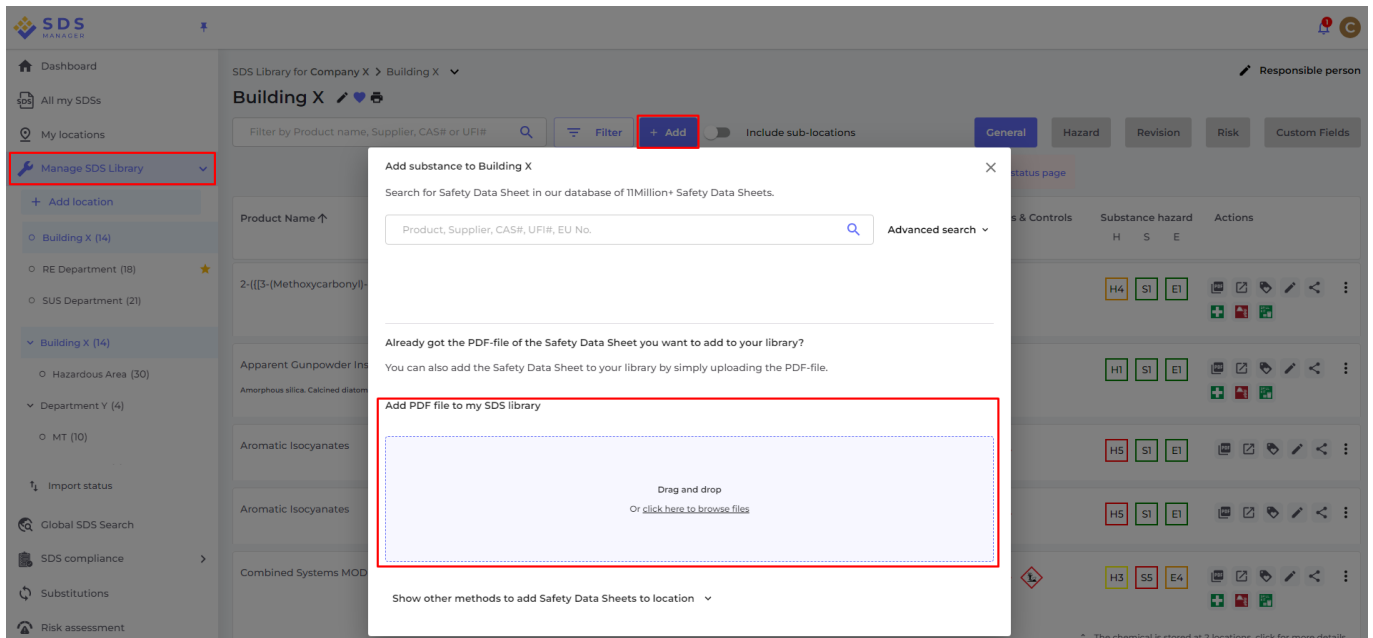 SDS
MANAGER
1
C
Dashboard
SDS
All my SDSs
My locations
Manage SDS Library
+ Add location
Building X (14)
RE Department (18)
SUS Department (21)
Building X (14)
Hazardous Area (30)
Department Y (4)
MT (10)
Import status
Global SDS Search
SDS compliance
Substitutions
Risk assessment
SDS Library for Company X > Building X
Responsible person
Building X
Filter by Product name, Supplier, CAS# or UFI#
Filter
+ Add
Include sub-locations
General
Hazard
Revision
Risk
Custom Fields
status page
Product Name
s & Controls
Substance hazard
Actions
H S E
2-({[3-(Methoxycarbonyl)-
H4 S1 E1
Apparent Gunpowder Ins
Amorphous silica. Calcined diatom
H1 S1 E1
Aromatic Isocyanates
H5 S1 E1
Aromatic Isocyanates
H5 S1 E1
Combined Systems MOD
H3 S5 E4
* The chemical is stored at 2 locations, click for more details
Add substance to Building X
Search for Safety Data Sheet in our database of 11Million+ Safety Data Sheets.
Product, Supplier, CAS#, UFI#, EU No.
Advanced search
Already got the PDF-file of the Safety Data Sheet you want to add to your library?
You can also add the Safety Data Sheet to your library by simply uploading the PDF-file.
Add PDF file to my SDS library
Drag and drop
Or click here to browse files
Show other methods to add Safety Data Sheets to location